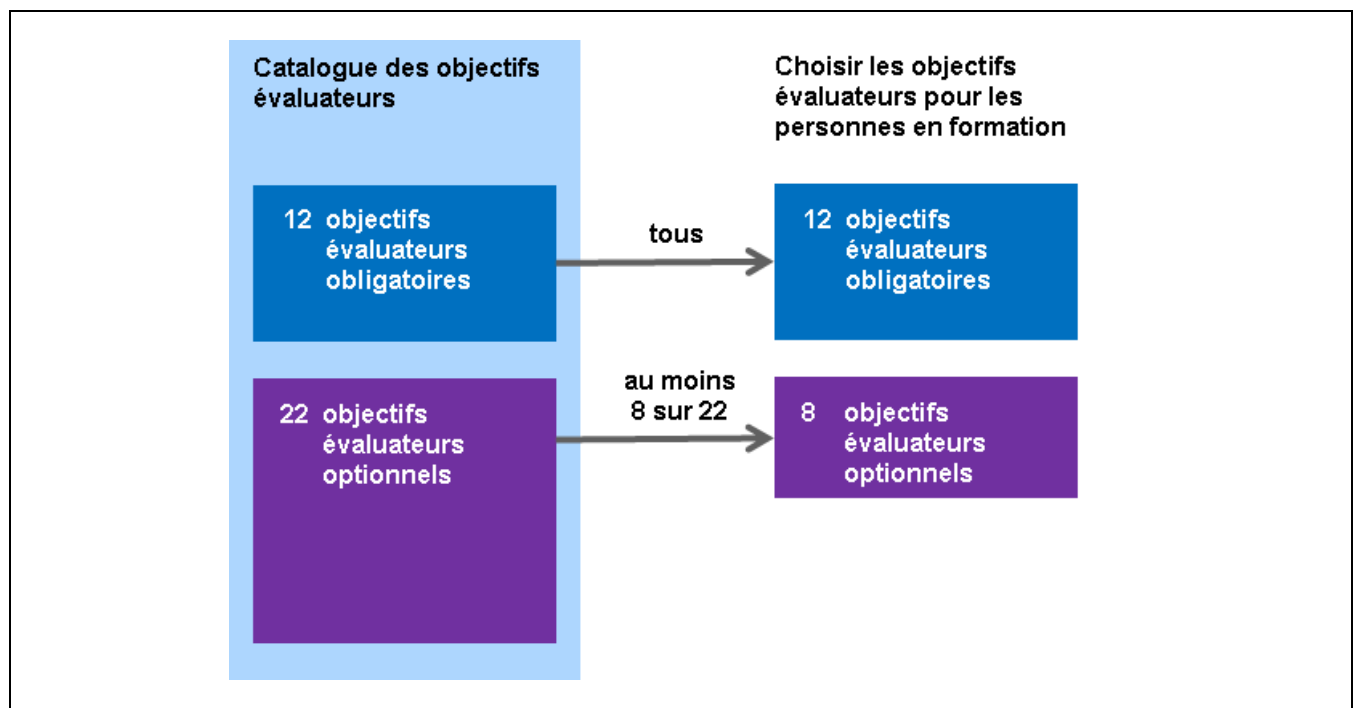 Catalogue des objectifs
évaluateurs
Choisir les objectifs
évaluateurs pour les
personnes en formation
12 objectifs
évaluateurs
obligatoires
tous
12 objectifs
évaluateurs
obligatoires
22 objectifs
évaluateurs
optionnels
au moins
8 sur 22
8 objectifs
évaluateurs
optionnels